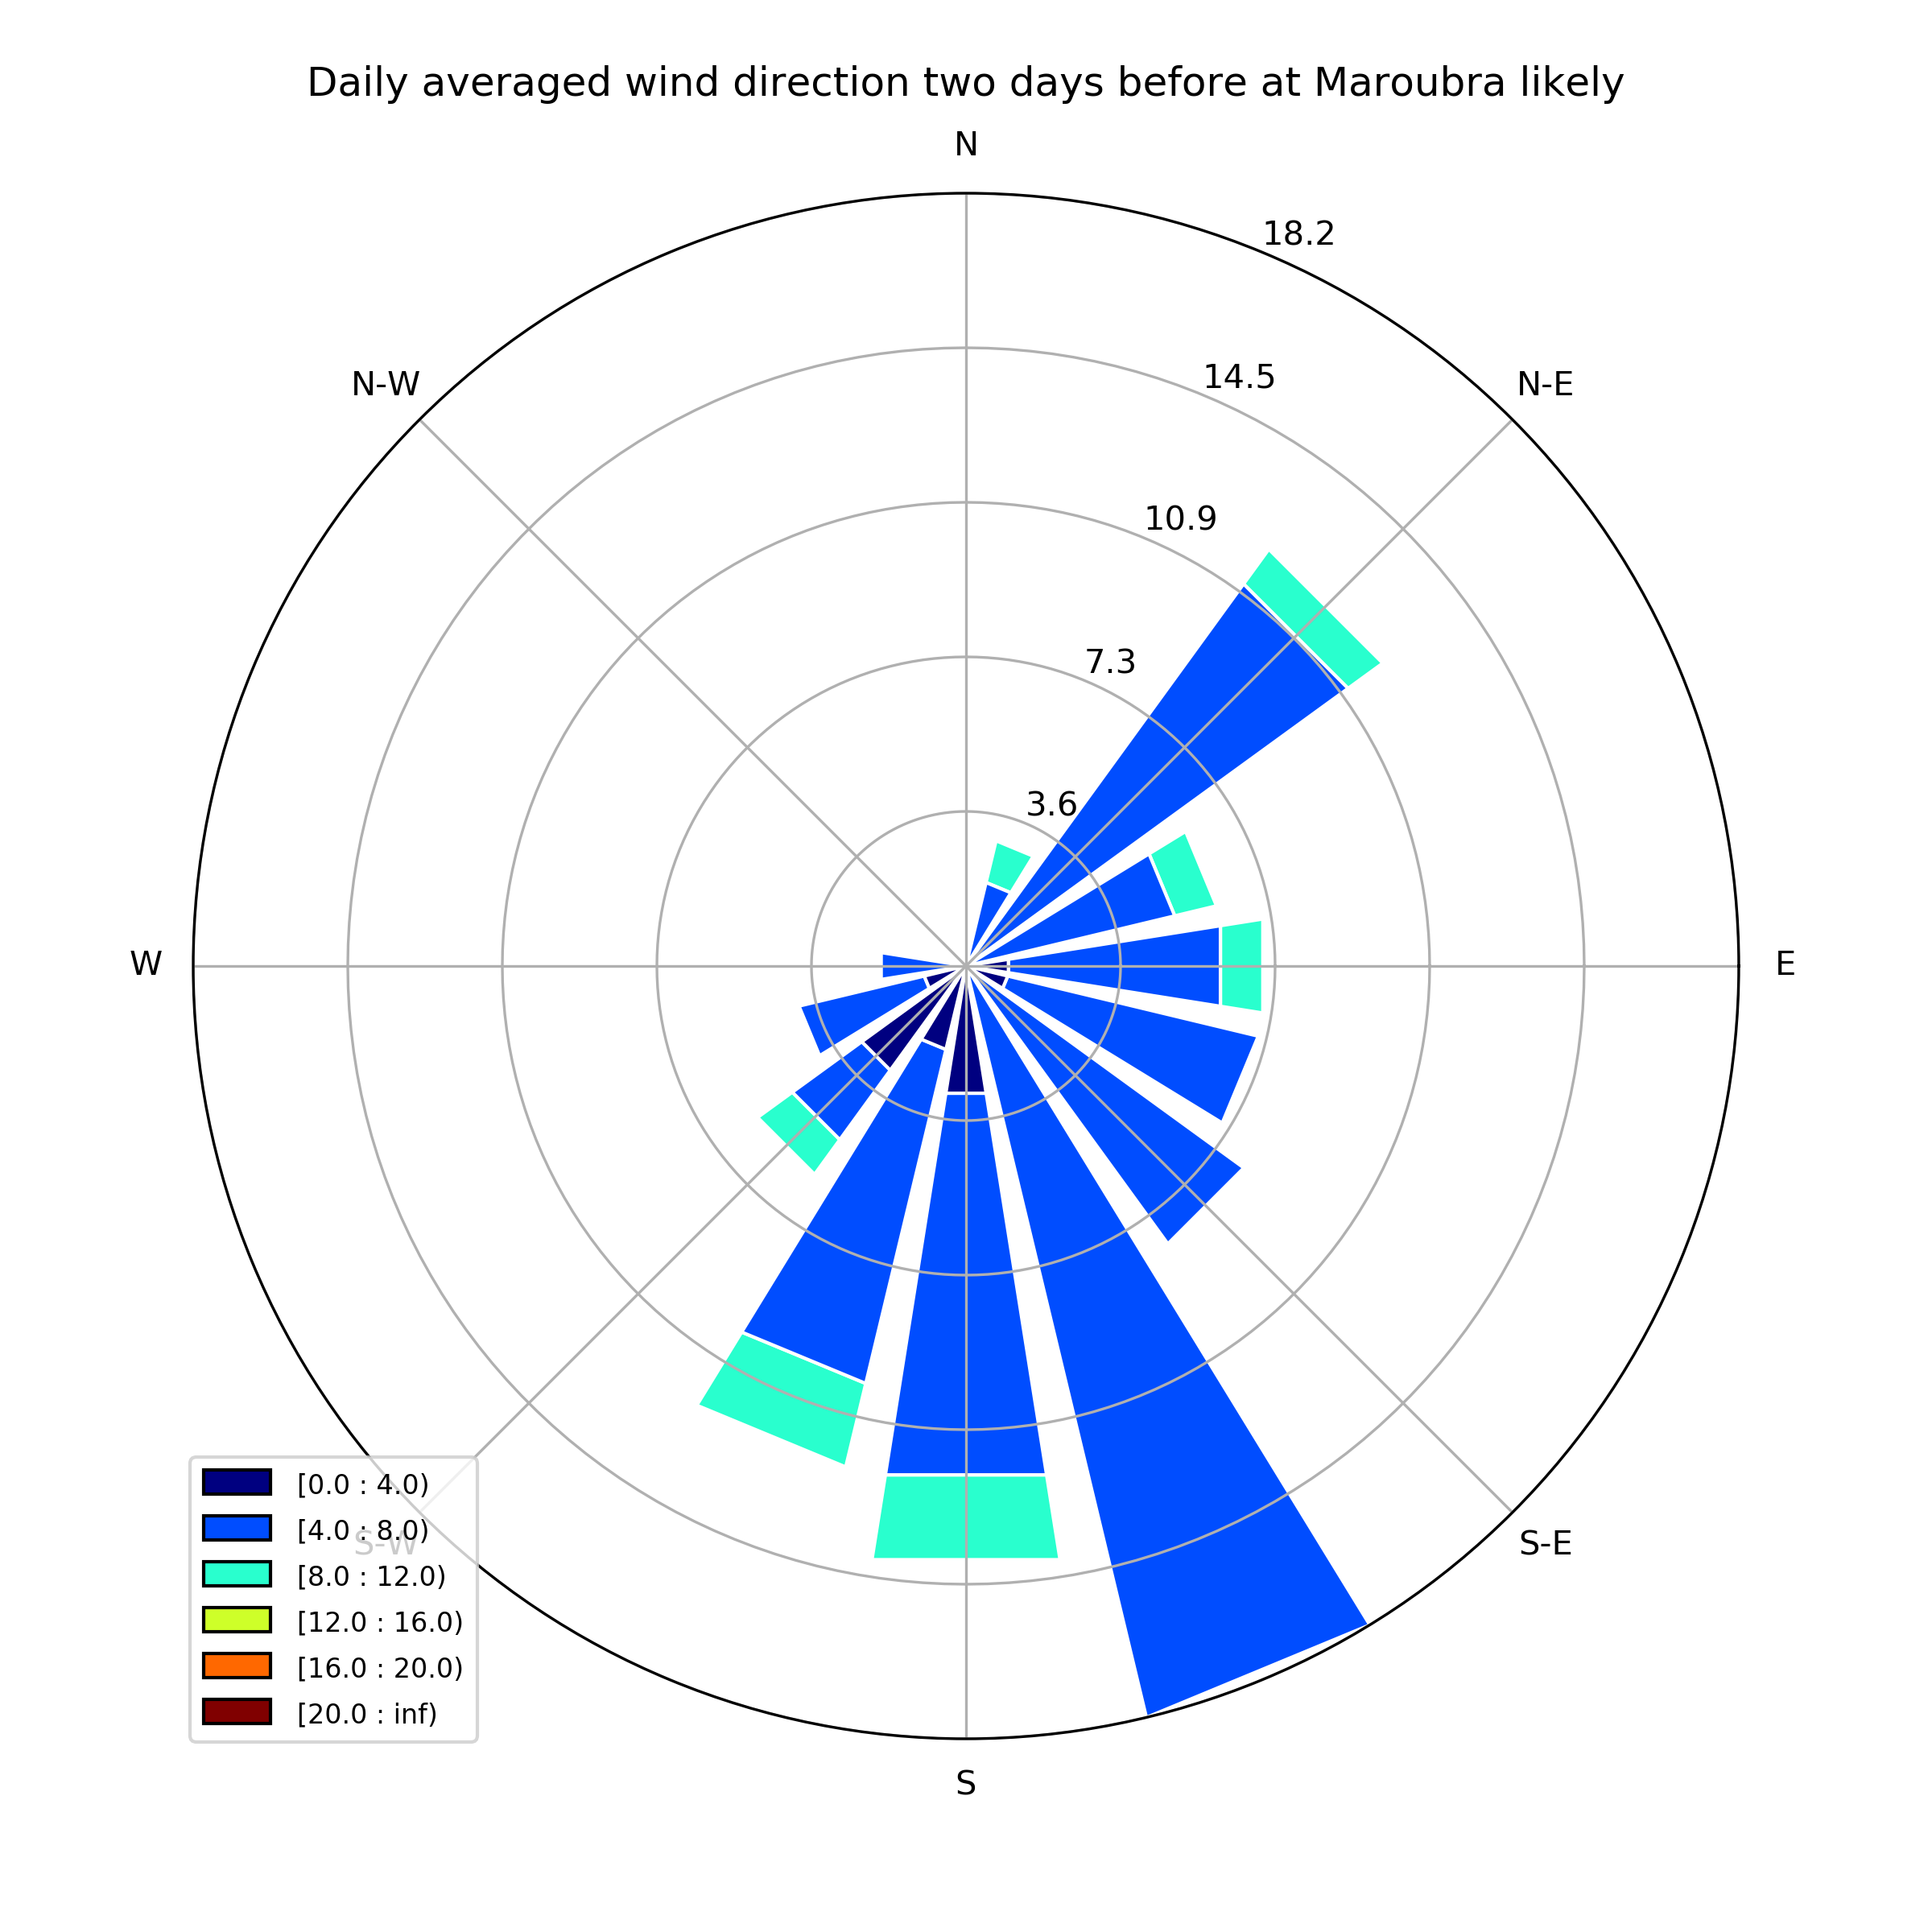 Daily averaged wind direction two days before at Maroubra likely
N
18.2
14.5
N-W
N-E
10.9
7.3
3.6
W
E
[0.0 : 4.0)
[4.0 : 8.0)
S-W
S-E
[8.0 : 12.0)
[12.0 : 16.0)
[16.0 : 20.0)
[20.0 : inf)
S